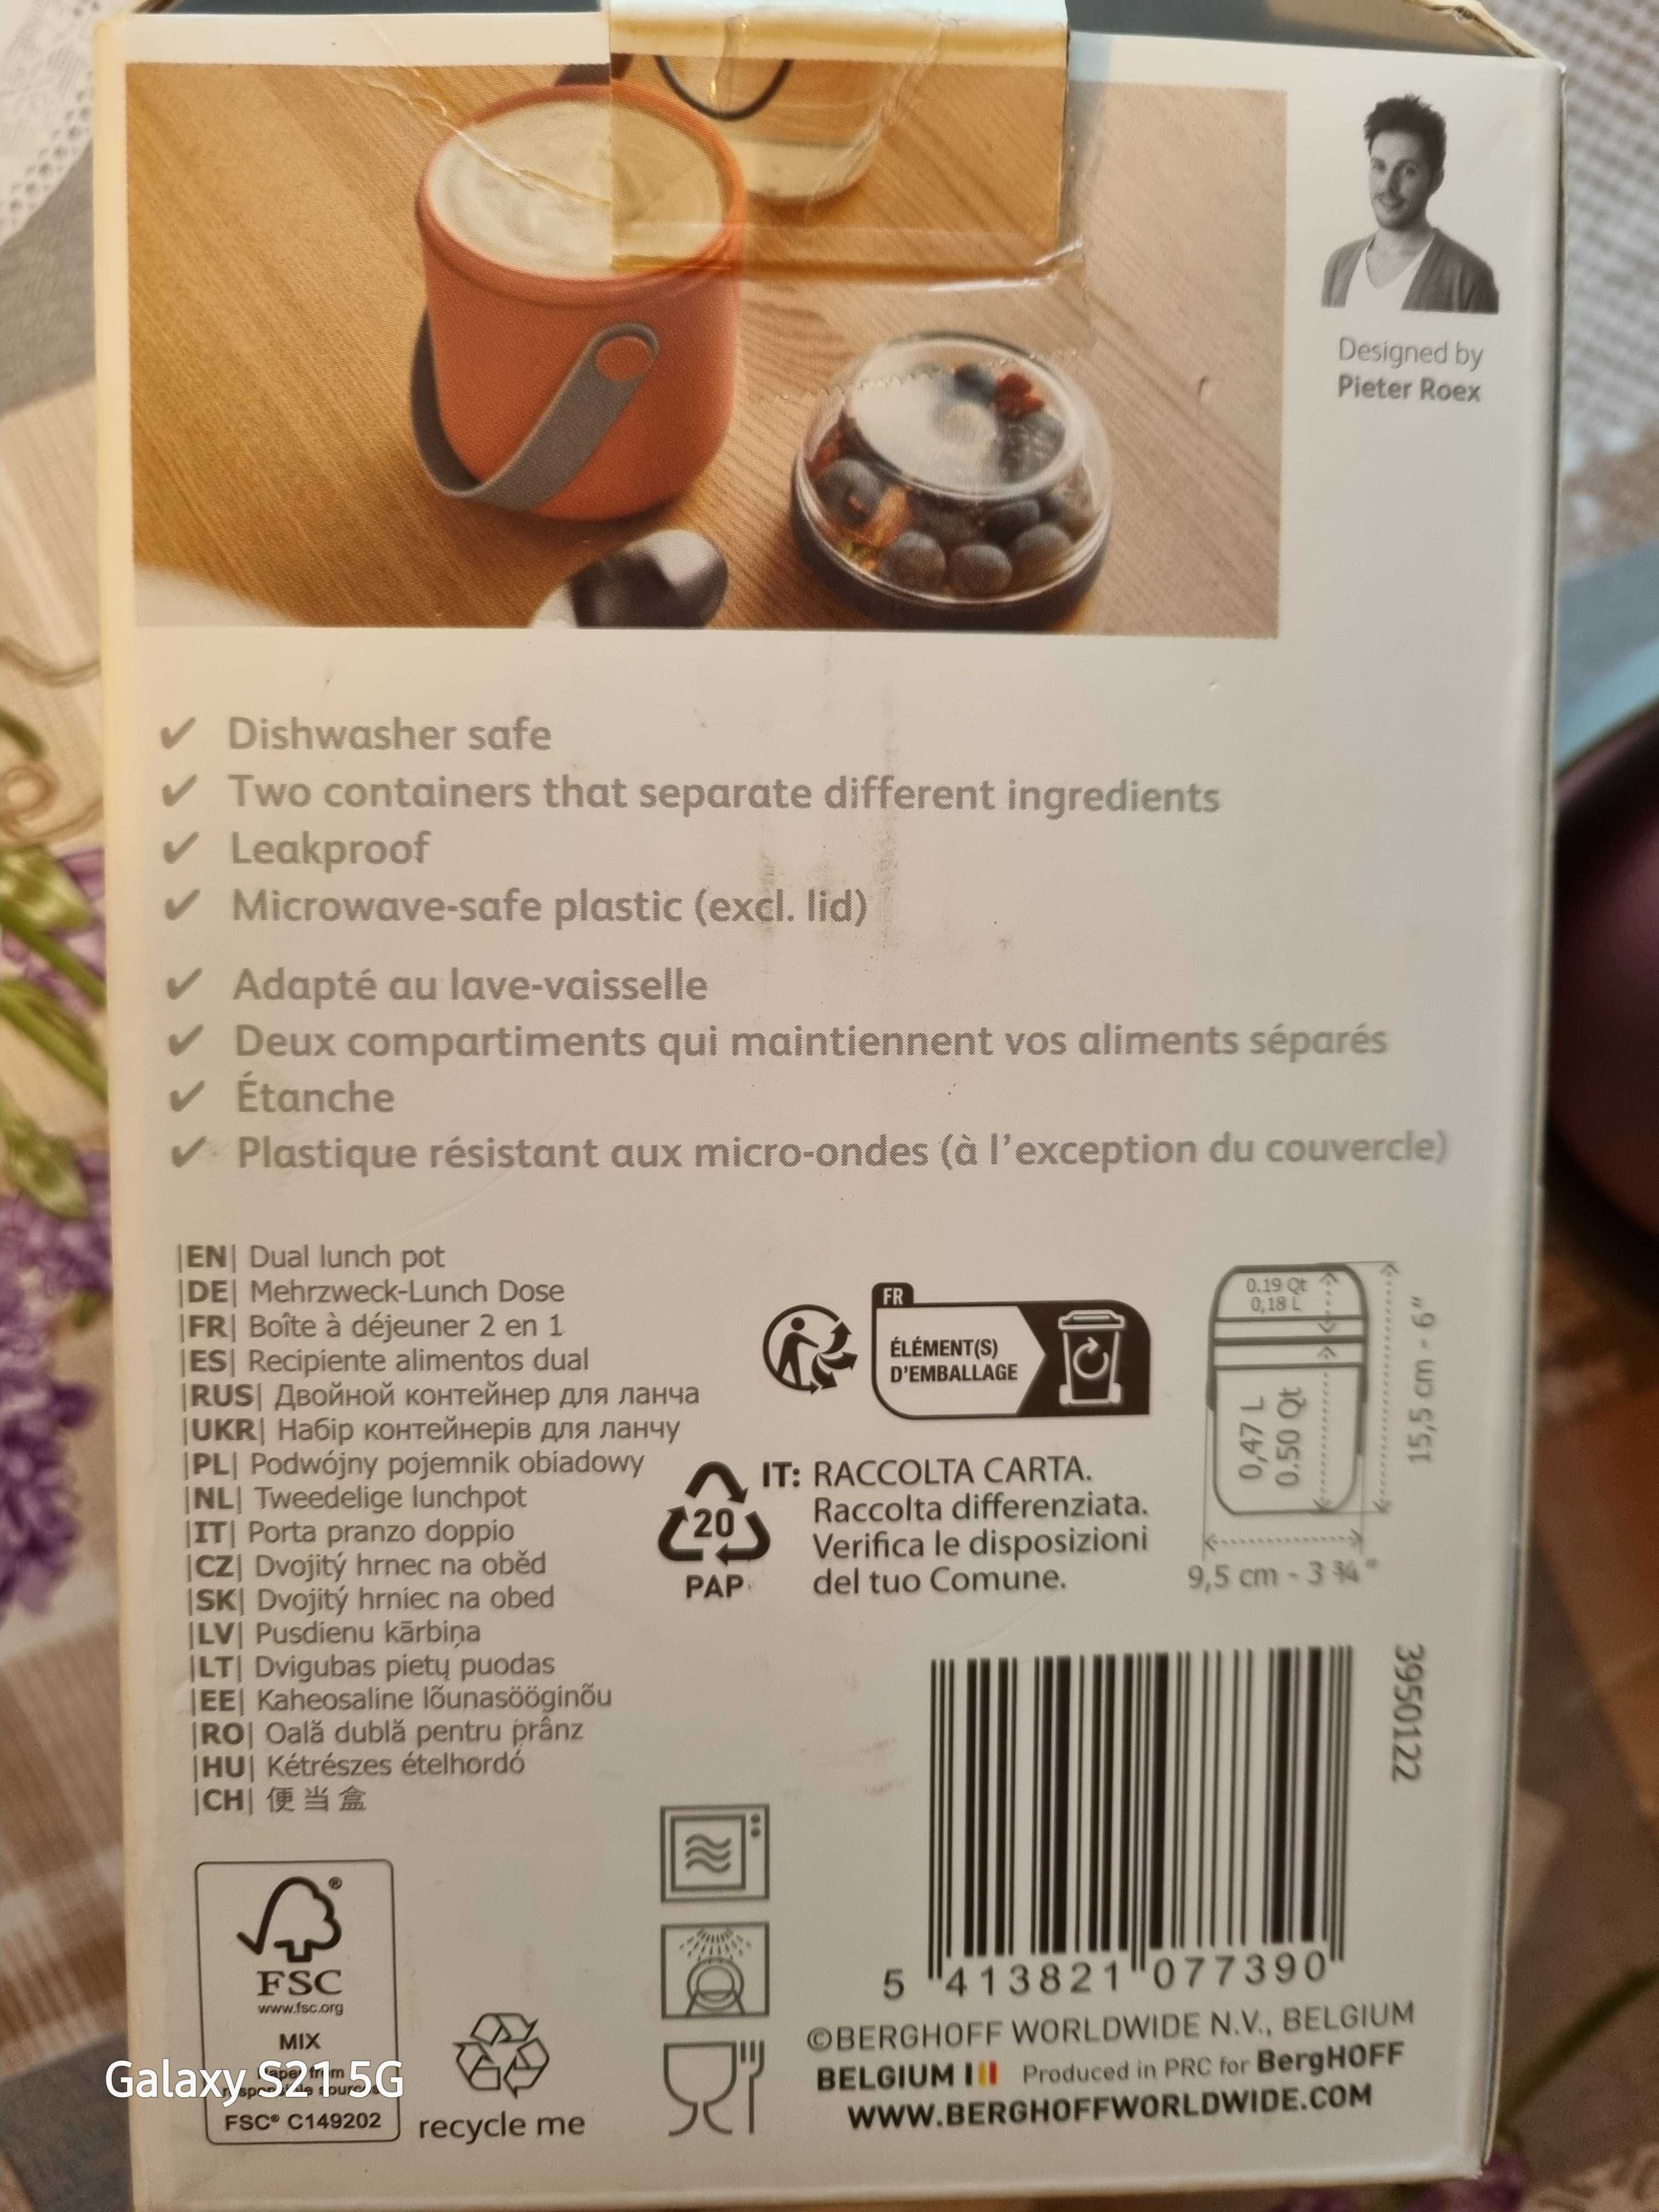 Designed by
Pieter Roex
✔ Dishwasher safe
✔ Two containers that separate different ingredients
✔ Leakproof
✔ Microwave-safe plastic (excl. lid)
✔ Adapté au lave-vaisselle
✔ Deux compartiments qui maintiennent vos aliments séparés
✔ Étanche
✔ Plastique résistant aux micro-ondes (à l'exception du couvercle)
|EN| Dual lunch pot
|DE| Mehrzweck-Lunch Dose
|FR| Boîte à déjeuner 2 en 1
|ES| Recipiente alimentos dual
|RUS| Двойной контейнер для ланча
|UKR| Набір контейнерів для ланчу
|PL| Podwójny pojemnik obiadowy
|NL| Tweedelige lunchpot
|IT| Porta pranzo doppio
|CZ| Dvojitý hrnec na oběd
|SK| Dvojitý hrniec na obed
|LV| Pusdienu kārbiņa
|LT| Dvigubas pietų puodas
|EE| Kaheosaline lõunasööginõu
|RO| Oală dublă pentru prânz
|HU| Kétrészes ételhordó
|CH| 便当盒
FR
ÉLÉMENT(S)
D'EMBALLAGE
20
PAP
IT: RACCOLTA CARTA.
Raccolta differenziata.
Verifica le disposizioni
del tuo Comune.
0.19 Qt
0,18 L
0,47 L
0.50 Qt
15,5 cm - 6"
9,5 cm - 3 ¾"
3950122
5 413821 077390
©BERGHOFF WORLDWIDE N.V., BELGIUM
BELGIUM Produced in PRC for BergHOFF
WWW.BERGHOFFWORLDWIDE.COM
FSC®
www.fsc.org
MIX
from
FSC® C149202
recycle me
Galaxy S21 5G